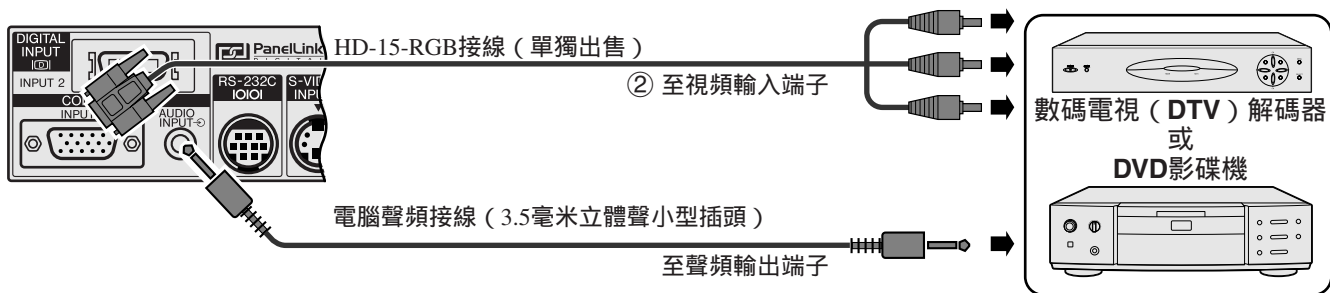 DIGITAL
INPUT
INPUT 2
PanelLink
RS-232C
IOIOI
AUDIO
INPUT
HD-15-RGB接線（單獨出售）
② 至視頻輸入端子
數碼電視（DTV）解碼器
或
DVD影碟機
電腦聲頻接線（3.5毫米立體聲小型插頭）
至聲頻輸出端子